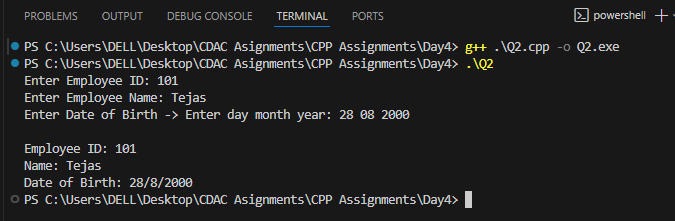 PROBLEMS OUTPUT DEBUG CONSOLE TERMINAL PORTS
powershell
PS C:\Users\DELL\Desktop\CDAC Asignments\CPP Assignments\Day4> g++ .\Q2.cpp -o Q2.exe
PS C:\Users\DELL\Desktop\CDAC Asignments\CPP Assignments\Day4> .\Q2
Enter Employee ID: 101
Enter Employee Name: Tejas
Enter Date of Birth -> Enter day month year: 28 08 2000
Employee ID: 101
Name: Tejas
Date of Birth: 28/8/2000
PS C:\Users\DELL\Desktop\CDAC Asignments\CPP Assignments\Day4>